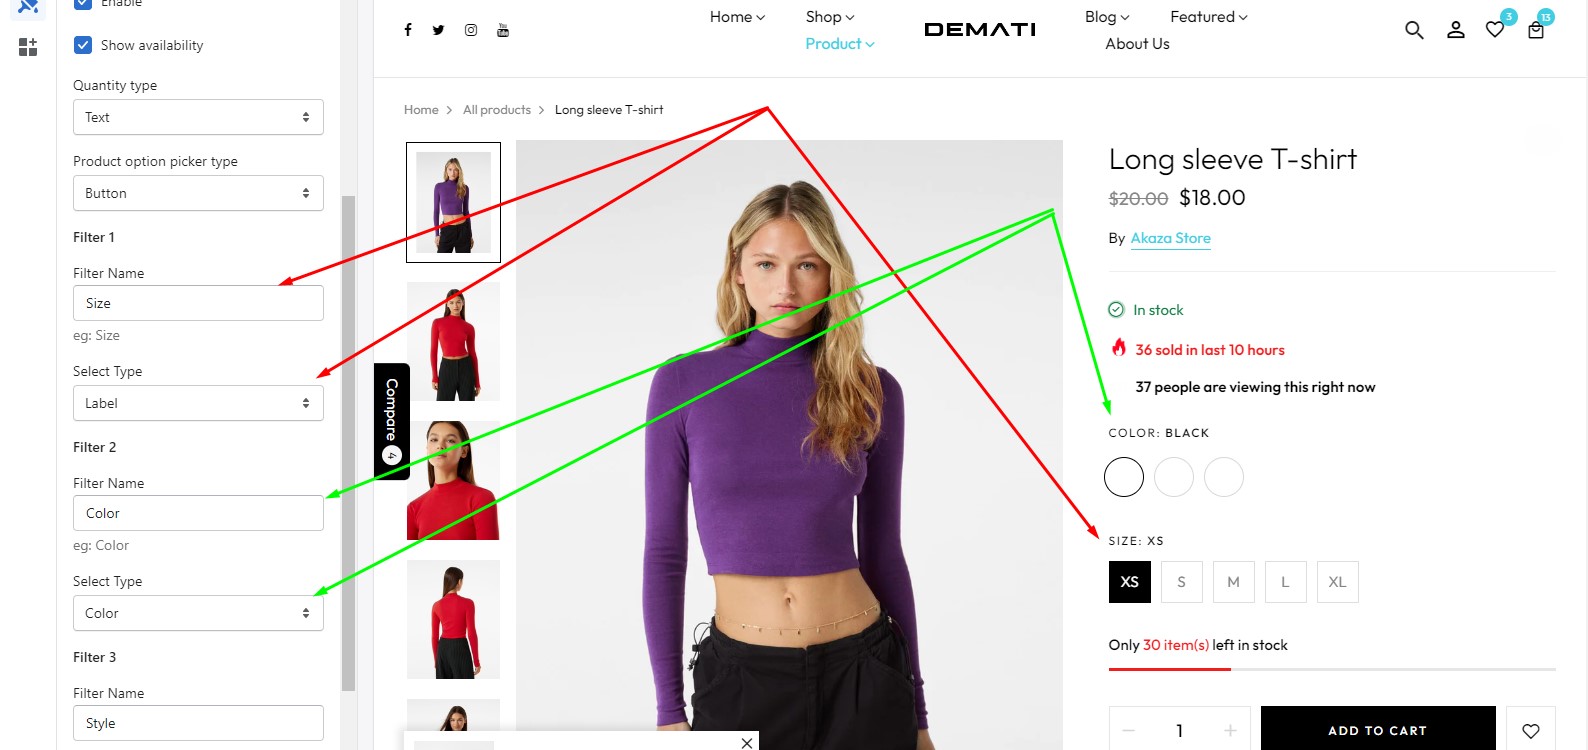 Enable
Show availability
Quantity type
Text
Product option picker type
Button
Filter 1
Filter Name
Size
eg: Size
Select Type
Label
Filter 2
Filter Name
Color
eg: Color
Select Type
Color
Filter 3
Filter Name
Style
Home
Shop
Product
DEMATI
Blog
Featured
About Us
3
13
You
Home > All products > Long sleeve T-shirt
Compare 4
Long sleeve T-shirt
$20.00 $18.00
By Akaza Store
In stock
36 sold in last 10 hours
37 people are viewing this right now
COLOR: BLACK
SIZE: XS
XS S M L XL
Only 30 item(s) left in stock
1
ADD TO CART